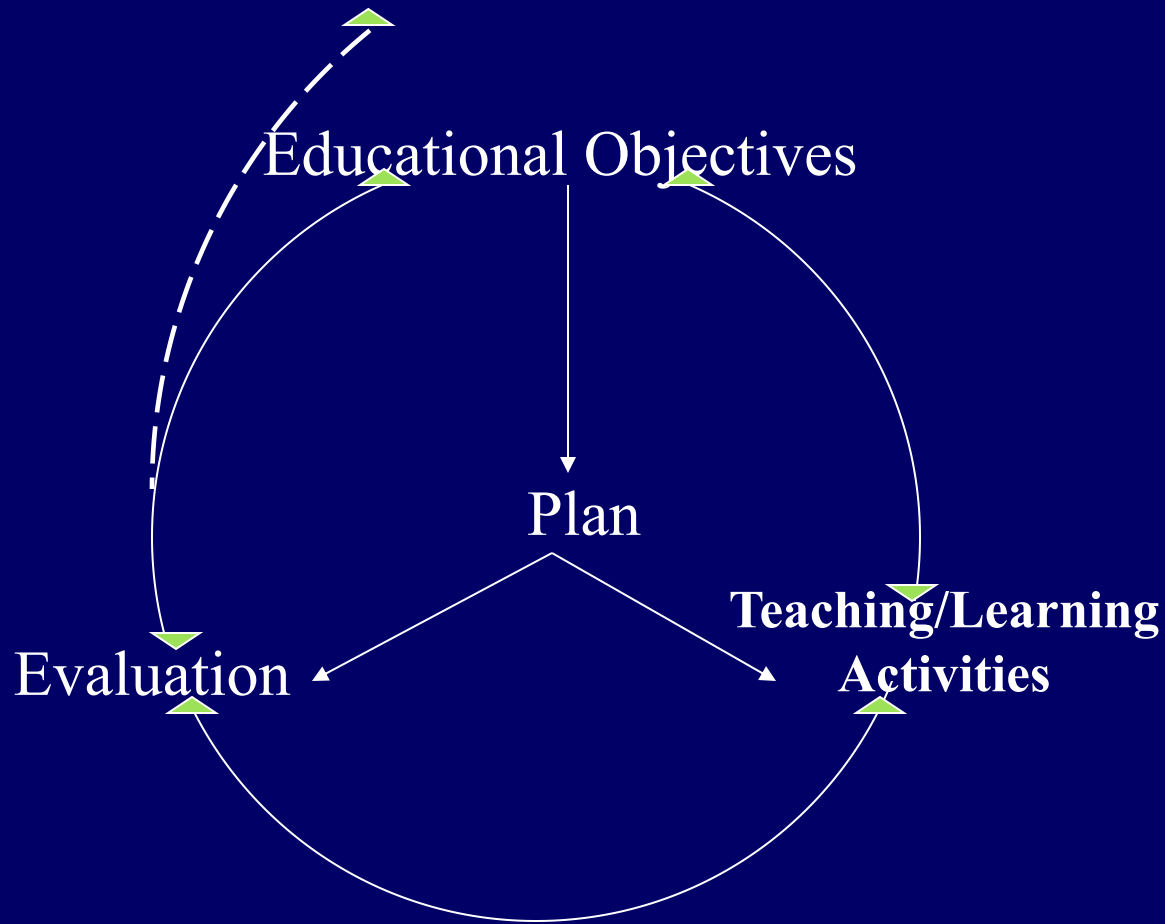 Educational Objectives
Plan
Teaching/Learning
Activities
Evaluation